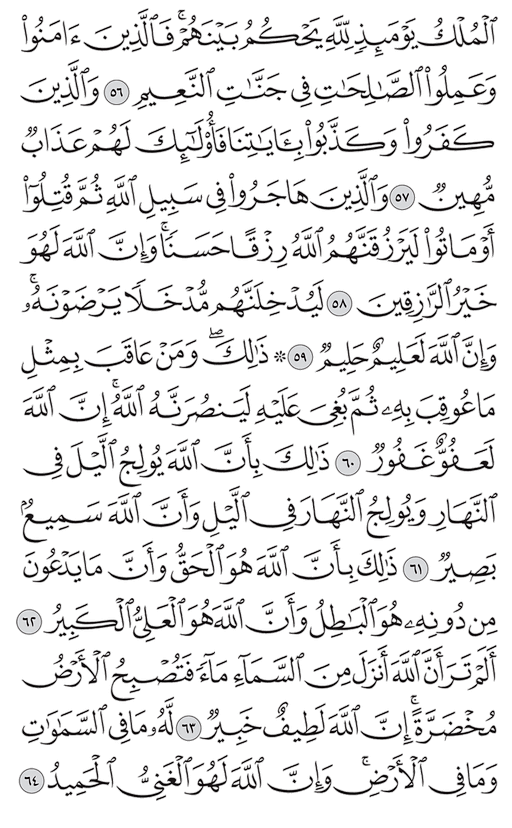 ٱلْمُلْكُ يَوْمَئِذٍ لِّلَّهِ يَحْكُمُ بَيْنَهُمْ ۚ فَٱلَّذِينَ ءَامَنُوا۟
وَعَمِلُوا۟ ٱلصَّٰلِحَٰتِ فِى جَنَّٰتِ ٱلنَّعِيمِ ٥٦ وَٱلَّذِينَ
كَفَرُوا۟ وَكَذَّبُوا۟ بِـَٔايَٰتِنَا فَأُو۟لَٰٓئِكَ لَهُمْ عَذَابٌ
مُّهِينٌ ٥٧ وَٱلَّذِينَ هَاجَرُوا۟ فِى سَبِيلِ ٱللَّهِ ثُمَّ قُتِلُوٓا۟
أَوْ مَاتُوا۟ لَيَرْزُقَنَّهُمُ ٱللَّهُ رِزْقًا حَسَنًا ۚ وَإِنَّ ٱللَّهَ لَهُوَ
خَيْرُ ٱلرَّٰزِقِينَ ٥٨ لَيُدْخِلَنَّهُم مُّدْخَلًا يَرْضَوْنَهُۥ ۚ
وَإِنَّ ٱللَّهَ لَعَلِيمٌ حَلِيمٌ ٥٩ ۞ ذَٰلِكَ ۖ وَمَنْ عَاقَبَ بِمِثْلِ
مَا عُوقِبَ بِهِۦ ثُمَّ بُغِىَ عَلَيْهِ لَيَنصُرَنَّهُ ٱللَّهُ ۚ إِنَّ ٱللَّهَ
لَعَفُوٌّ غَفُورٌ ٦٠ ذَٰلِكَ بِأَنَّ ٱللَّهَ يُولِجُ ٱلَّيْلَ فِى
ٱلنَّهَارِ وَيُولِجُ ٱلنَّهَارَ فِى ٱلَّيْلِ وَأَنَّ ٱللَّهَ سَمِيعٌۢ
بَصِيرٌ ٦١ ذَٰلِكَ بِأَنَّ ٱللَّهَ هُوَ ٱلْحَقُّ وَأَنَّ مَا يَدْعُونَ
مِن دُونِهِۦ هُوَ ٱلْبَٰطِلُ وَأَنَّ ٱللَّهَ هُوَ ٱلْعَلِىُّ ٱلْكَبِيرُ ٦٢
أَلَمْ تَرَ أَنَّ ٱللَّهَ أَنزَلَ مِنَ ٱلسَّمَآءِ مَآءً فَتُصْبِحُ ٱلْأَرْضُ
مُخْضَرَّةً ۗ إِنَّ ٱللَّهَ لَطِيفٌ خَبِيرٌ ٦٣ لَّهُۥ مَا فِى ٱلسَّمَٰوَٰتِ
وَمَا فِى ٱلْأَرْضِ ۗ وَإِنَّ ٱللَّهَ لَهُوَ ٱلْغَنِىُّ ٱلْحَمِيدُ ٦٤